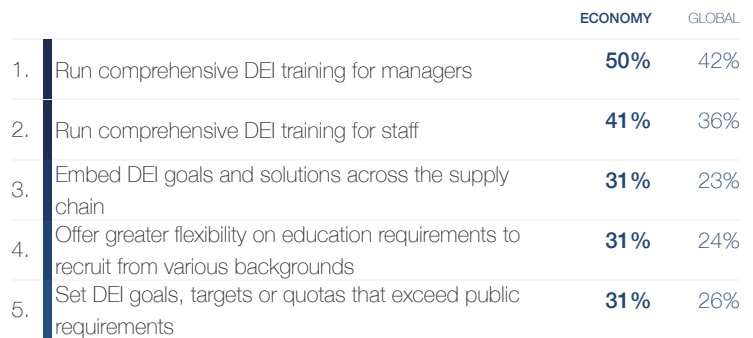 ECONOMY GLOBAL
1. Run comprehensive DEI training for managers 50% 42%
2. Run comprehensive DEI training for staff 41% 36%
3. Embed DEI goals and solutions across the supply
chain 31% 23%
4. Offer greater flexibility on education requirements to
recruit from various backgrounds 31% 24%
5. Set DEI goals, targets or quotas that exceed public
requirements 31% 26%